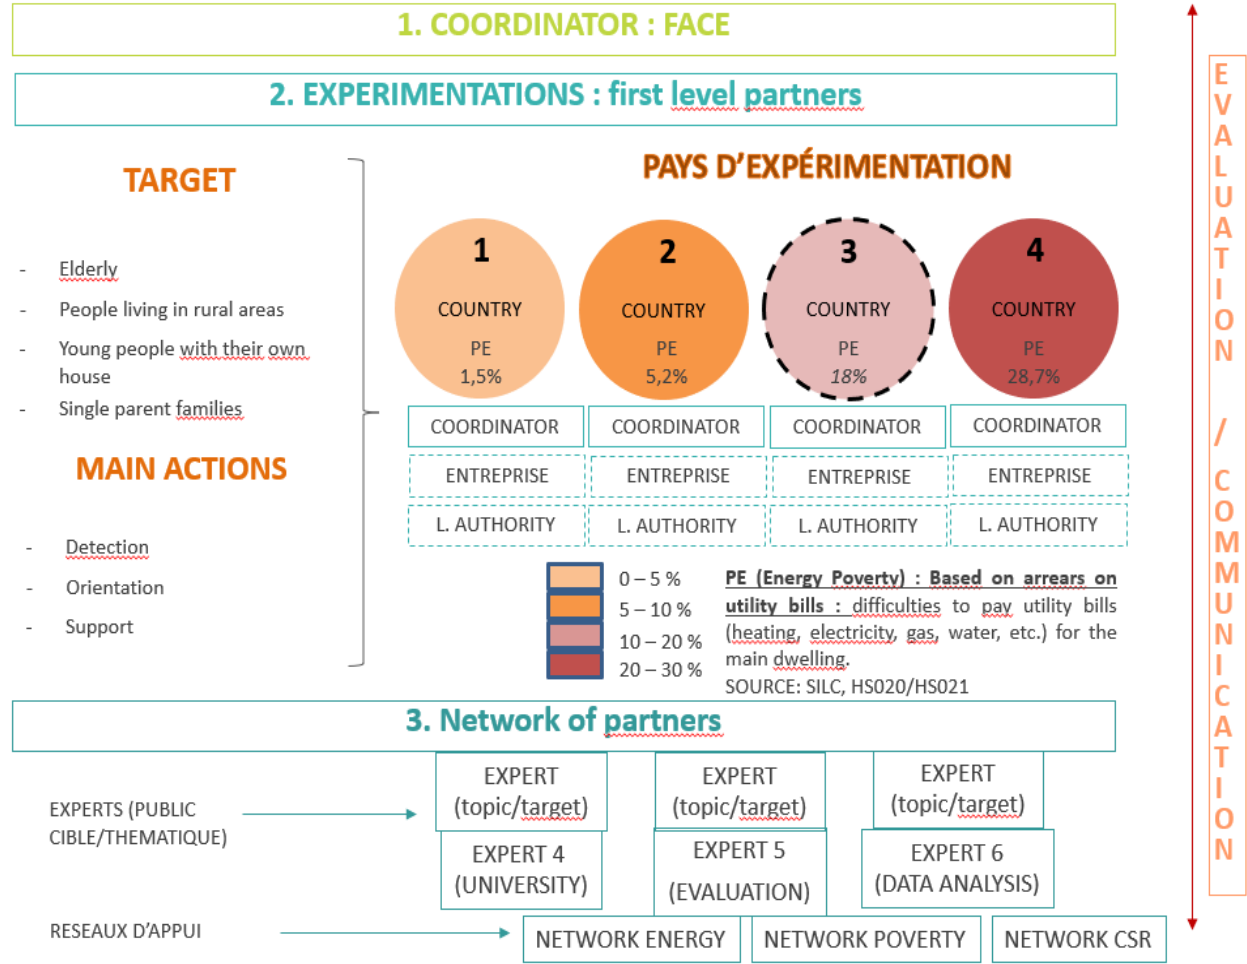 1. COORDINATOR : FACE
2. EXPERIMENTATIONS : first level partners
TARGET
- Elderly
- People living in rural areas
- Young people with their own
house
- Single parent families
MAIN ACTIONS
- Detection
- Orientation
- Support
PAYS D'EXPÉRIMENTATION
1
COUNTRY
PE
1,5%
COORDINATOR
ENTREPRISE
L. AUTHORITY
2
COUNTRY
PE
5,2%
COORDINATOR
ENTREPRISE
L. AUTHORITY
3
COUNTRY
PE
18%
COORDINATOR
ENTREPRISE
L. AUTHORITY
4
COUNTRY
PE
28,7%
COORDINATOR
ENTREPRISE
L. AUTHORITY
0 – 5 %
5 – 10 %
10 – 20 %
20 – 30 %
PE (Energy Poverty) : Based on arrears on
utility bills : difficulties to pay utility bills
(heating, electricity, gas, water, etc.) for the
main dwelling.
SOURCE: SILC, HS020/HS021
3. Network of partners
EXPERTS (PUBLIC
CIBLE/THEMATIQUE)
EXPERT
(topic/target)
EXPERT
(topic/target)
EXPERT
(topic/target)
EXPERT 4
(UNIVERSITY)
EXPERT 5
(EVALUATION)
EXPERT 6
(DATA ANALYSIS)
RESEAUX D'APPUI
NETWORK ENERGY
NETWORK POVERTY
NETWORK CSR
EVALUATION / COMMUNICATION